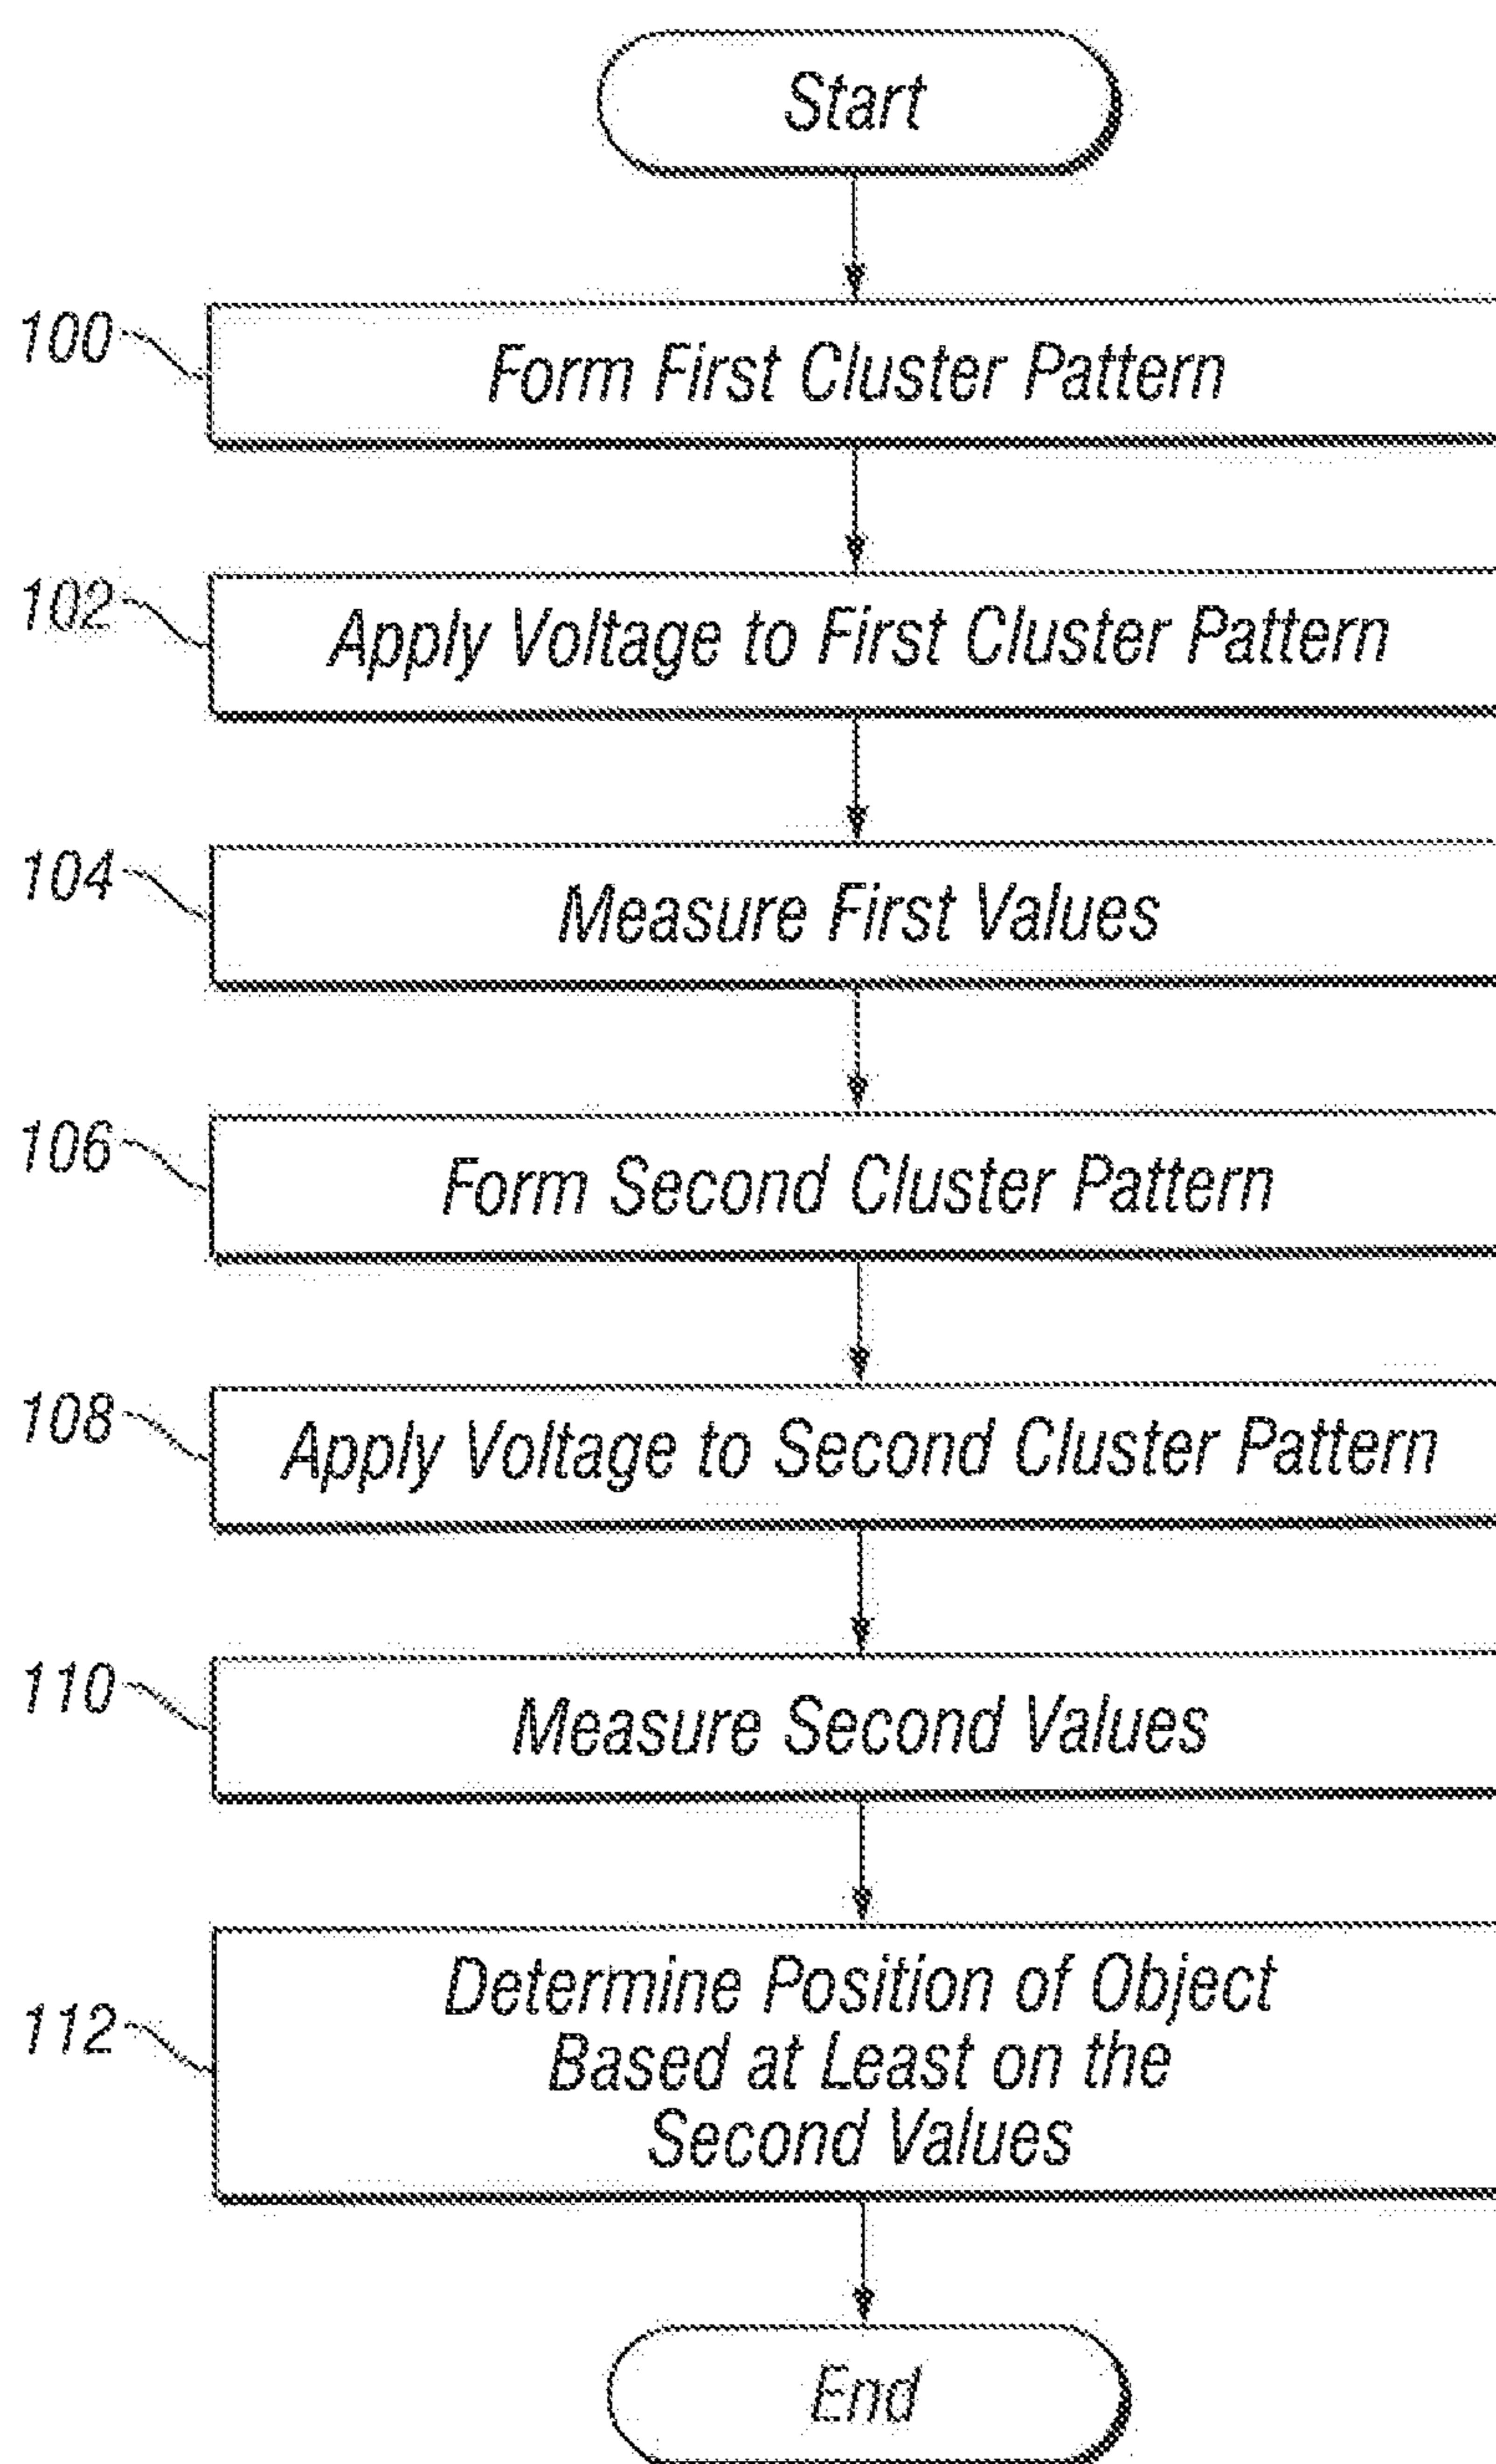 Start
100
Form First Cluster Pattern
102
Apply Voltage to First Cluster Pattern
104
Measure First Values
106
Form Second Cluster Pattern
108
Apply Voltage to Second Cluster Pattern
110
Measure Second Values
112
Determine Position of Object
Based at Least on the
Second Values
End